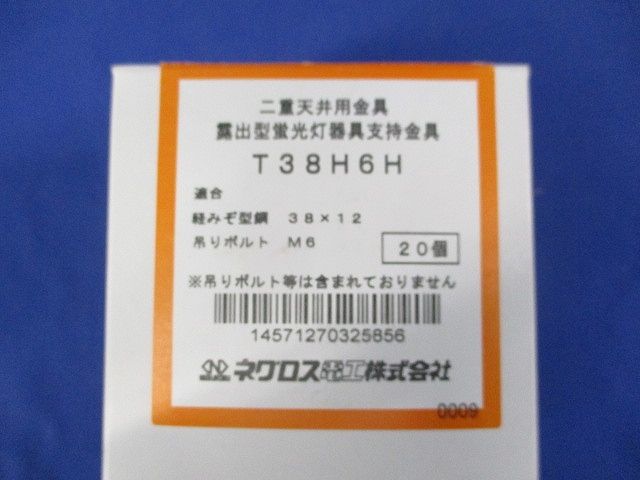 二重天井用金具
露出型蛍光灯器具支持金具
T38H6H
適合
軽みぞ型鋼 38×12
吊りボルト M6
20個
※吊りボルト等は含まれておりません
14571270325856
ネグロス電工株式会社
0009